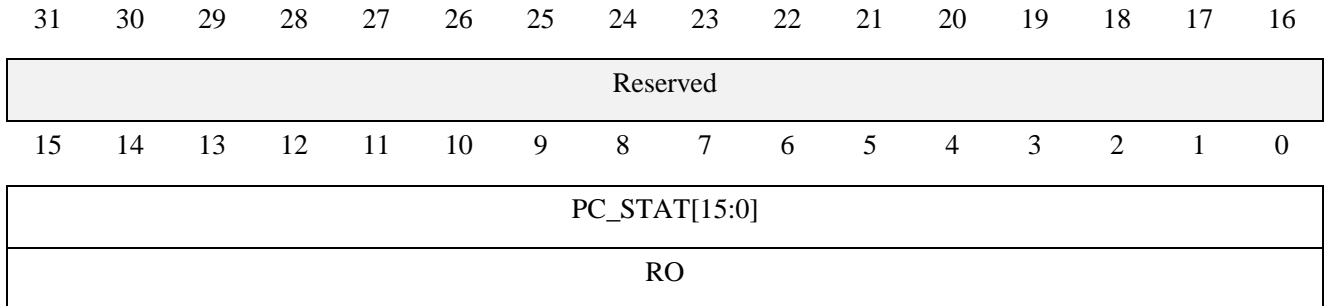 31 30 29 28 27 26 25 24 23 22 21 20 19 18 17 16
Reserved
15 14 13 12 11 10 9 8 7 6 5 4 3 2 1 0
PC_STAT[15:0]
RO